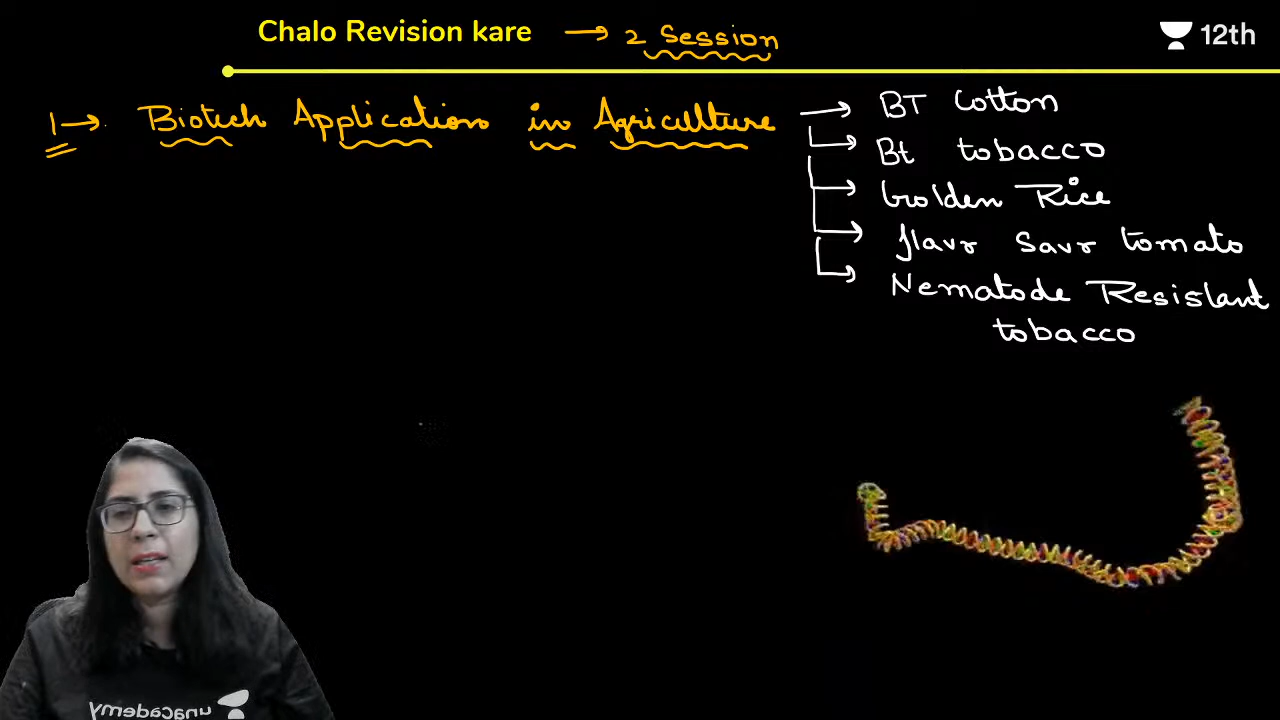 Chalo Revision kare → 2 Session
12th
1→ Biotech Applications in Agriculture → BT Cotton
Bt tobacco
Golden Rice
flavr Savr tomato
Nematode Resistant
tobacco
unacademy